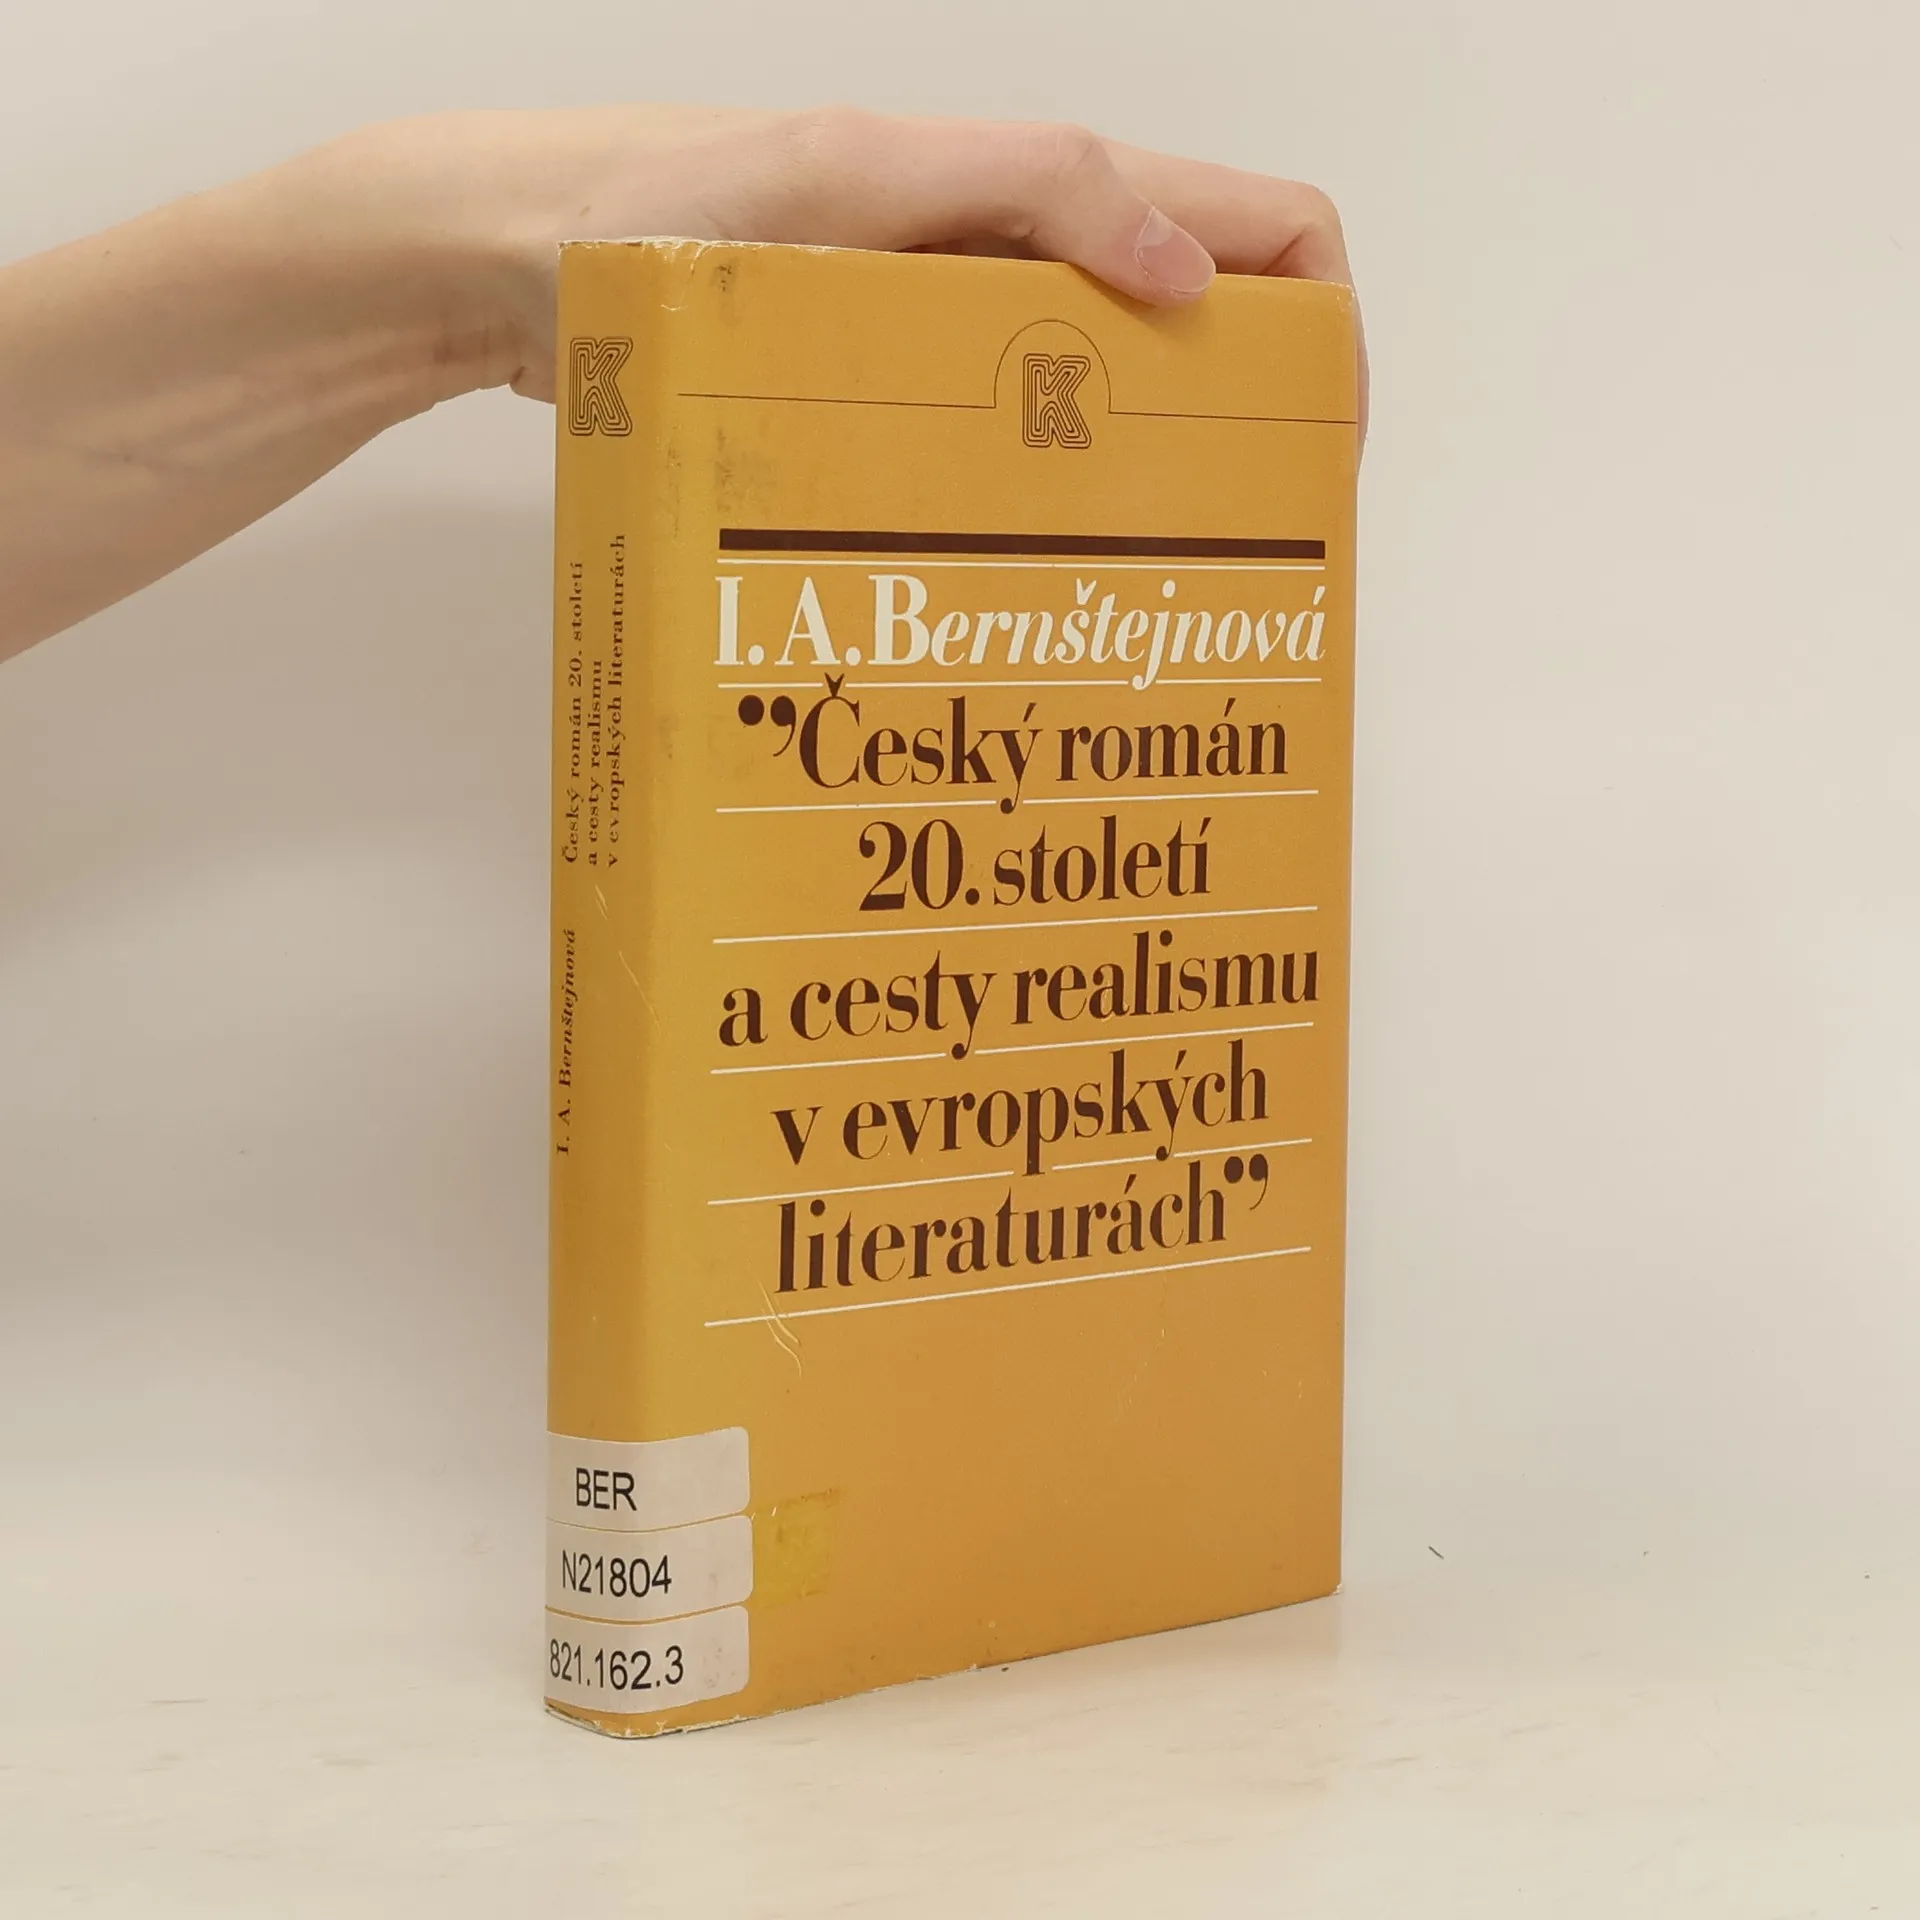 K
I. A. Bernštejnová
"Český román
20. století
a cesty realismu
v evropských
literaturách"
K
I. A. Bernštejnová
Český román 20. století
a cesty realismu
v evropských literaturách
BER
N21804
821.162.3